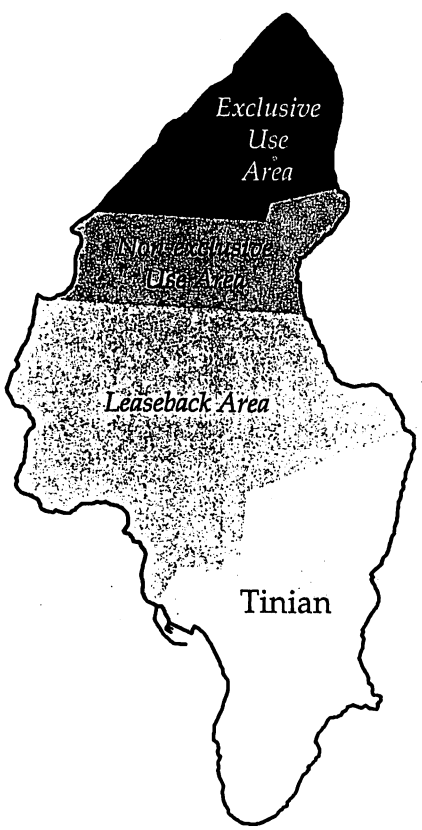 Exclusive
Use
Area
Non-exclusive
Use Area
Leaseback Area
Tinian